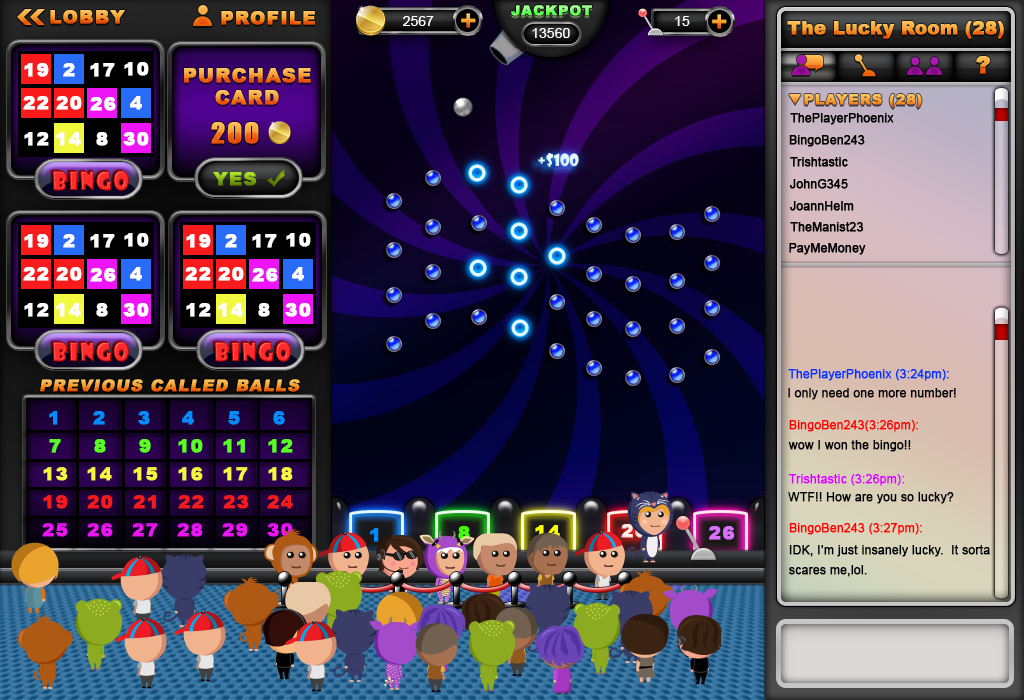 LOBBY
PROFILE
19 2 17 10
22 20 26 4
12 14 8 30
BINGO
PURCHASE
CARD
200
YES
19 2 17 10
22 20 26 4
12 14 8 30
BINGO
19 2 17 10
22 20 26 4
12 14 8 30
BINGO
PREVIOUS CALLED BALLS
1 2 3 4 5 6
7 8 9 10 11 12
13 14 15 16 17 18
19 20 21 22 23 24
25 26 27 28 29 30
2567
JACKPOT
13560
15
+$100
1 8 14 26
The Lucky Room (28)
?
PLAYERS (28)
ThePlayerPhoenix
BingoBen243
Trishtastic
JohnG345
JoannHelm
TheManist23
PayMeMoney
ThePlayerPhoenix (3:24pm):
I only need one more number!
BingoBen243(3:26pm):
wow I won the bingo!!
Trishtastic (3:26pm):
WTF!! How are you so lucky?
BingoBen243 (3:27pm):
IDK, I'm just insanely lucky. It sorta
scares me,lol.